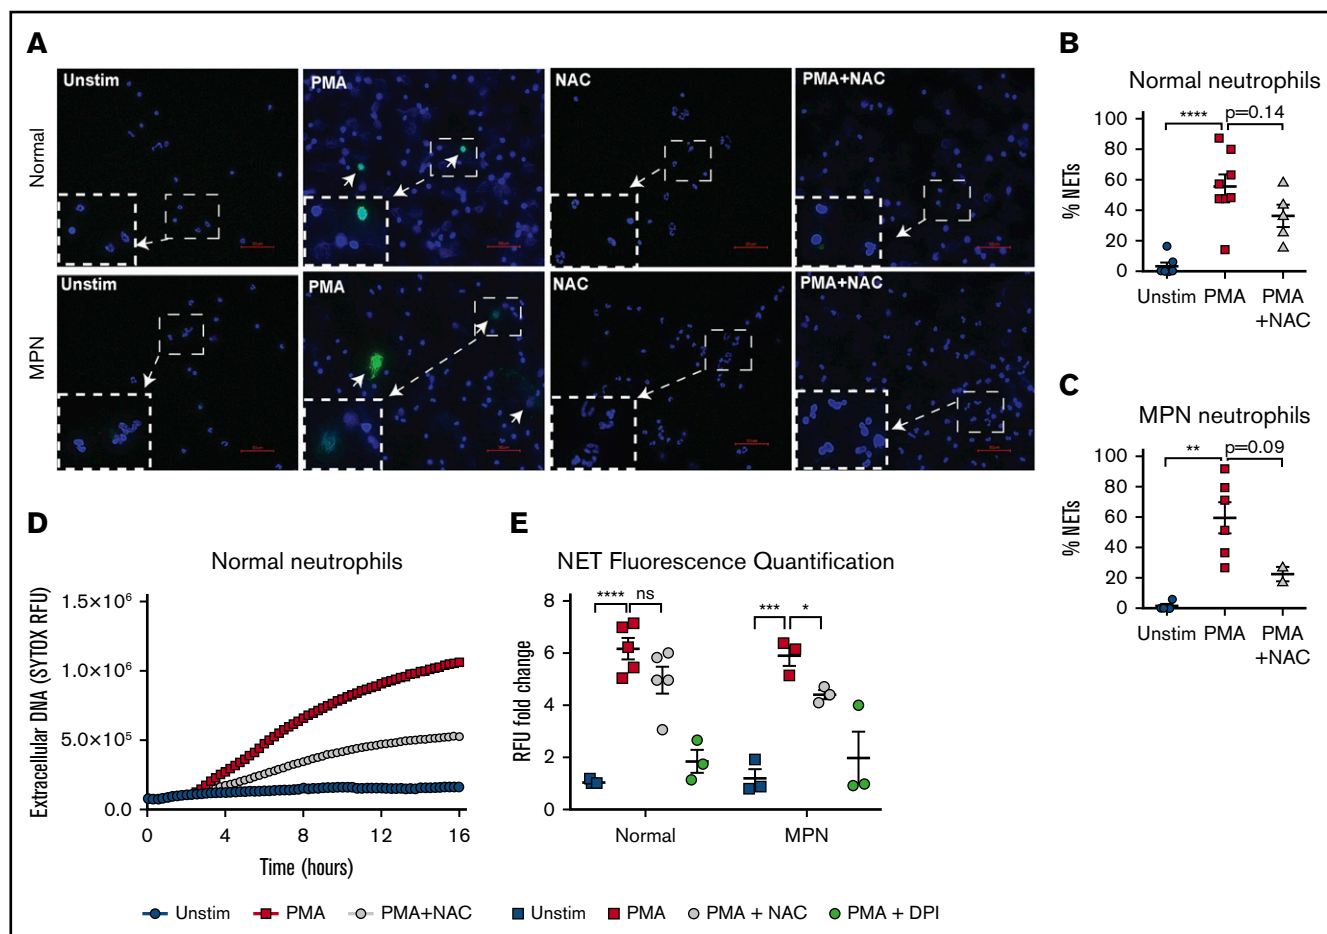 A
Unstim
PMA
NAC
PMA+NAC
Normal
Unstim
PMA
NAC
PMA+NAC
MPN
B
Normal neutrophils
****
p=0.14
100
80
60
40
20
0
% NETs
Unstim
PMA
PMA
+NAC
C
MPN neutrophils
**
p=0.09
100
80
60
40
20
0
% NETs
Unstim
PMA
PMA
+NAC
D
Normal neutrophils
Extracellular DNA (SYTOX RFU)
1.5×10⁶
1.0×10⁶
5.0×10⁵
0.0
0 4 8 12 16
Time (hours)
Unstim PMA PMA+NAC
E
NET Fluorescence Quantification
RFU fold change
8
6
4
2
0
**** ns
*** *
Normal MPN
Unstim PMA PMA + NAC PMA + DPI